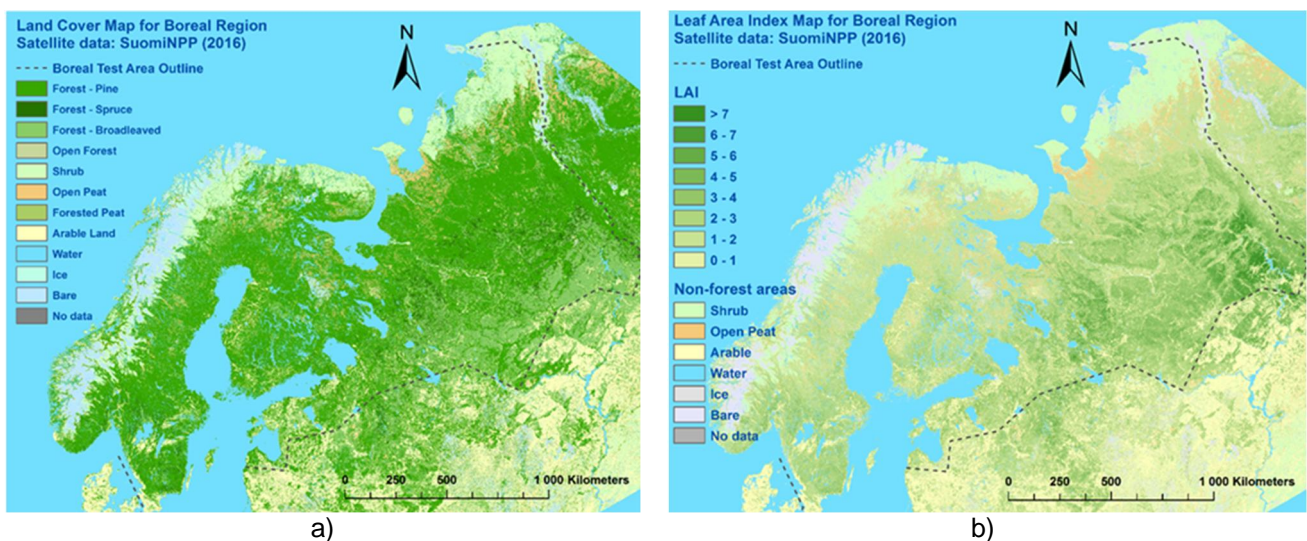 Land Cover Map for Boreal Region
Satellite data: SuomiNPP (2016)
Boreal Test Area Outline
Forest - Pine
Forest - Spruce
Forest - Broadleaved
Open Forest
Shrub
Open Peat
Forested Peat
Arable Land
Water
Ice
Bare
No data
N
0 250 500 1 000 Kilometers
a)
Leaf Area Index Map for Boreal Region
Satellite data: SuomiNPP (2016)
Boreal Test Area Outline
LAI
> 7
6 - 7
5 - 6
4 - 5
3 - 4
2 - 3
1 - 2
0 - 1
Non-forest areas
Shrub
Open Peat
Arable
Water
Ice
Bare
No data
N
0 250 500 1 000 Kilometers
b)